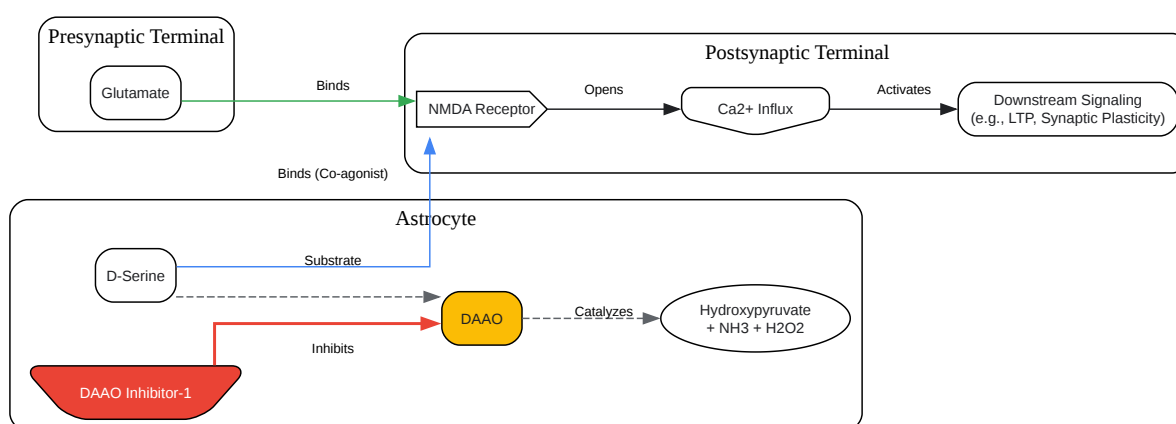 Presynaptic Terminal
Glutamate
Binds
Postsynaptic Terminal
NMDA Receptor
Opens
Ca2+ Influx
Activates
Downstream Signaling
(e.g., LTP, Synaptic Plasticity)
Binds (Co-agonist)
Astrocyte
D-Serine
Substrate
DAAO
Catalyzes
Hydroxypyruvate
+ NH3 + H2O2
Inhibits
DAAO Inhibitor-1